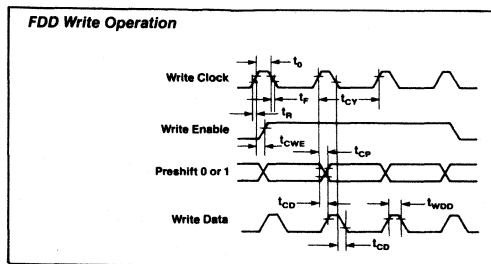 FDD Write Operation
t0
Write Clock
tF
tCY
tR
Write Enable
tCWE
tCP
Preshift 0 or 1
tCD
tWDD
Write Data
tCD